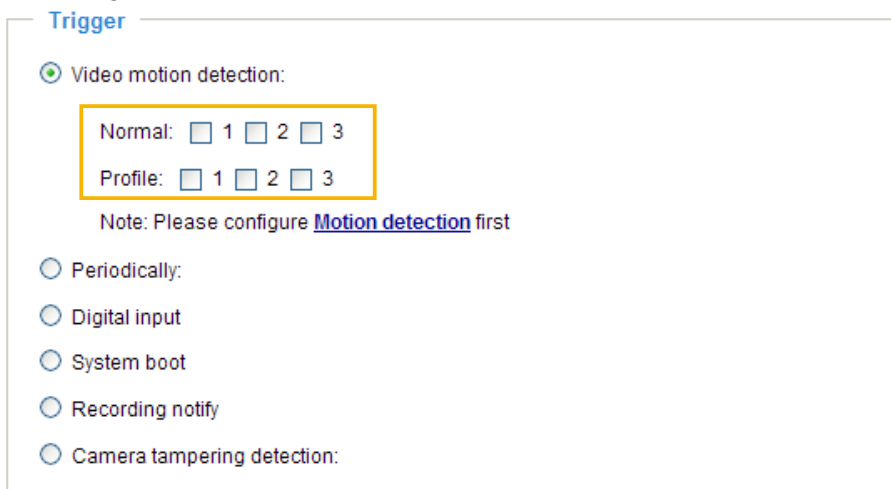 Trigger
Video motion detection:
Normal: 1 2 3
Profile: 1 2 3
Note: Please configure Motion detection first
Periodically:
Digital input
System boot
Recording notify
Camera tampering detection: